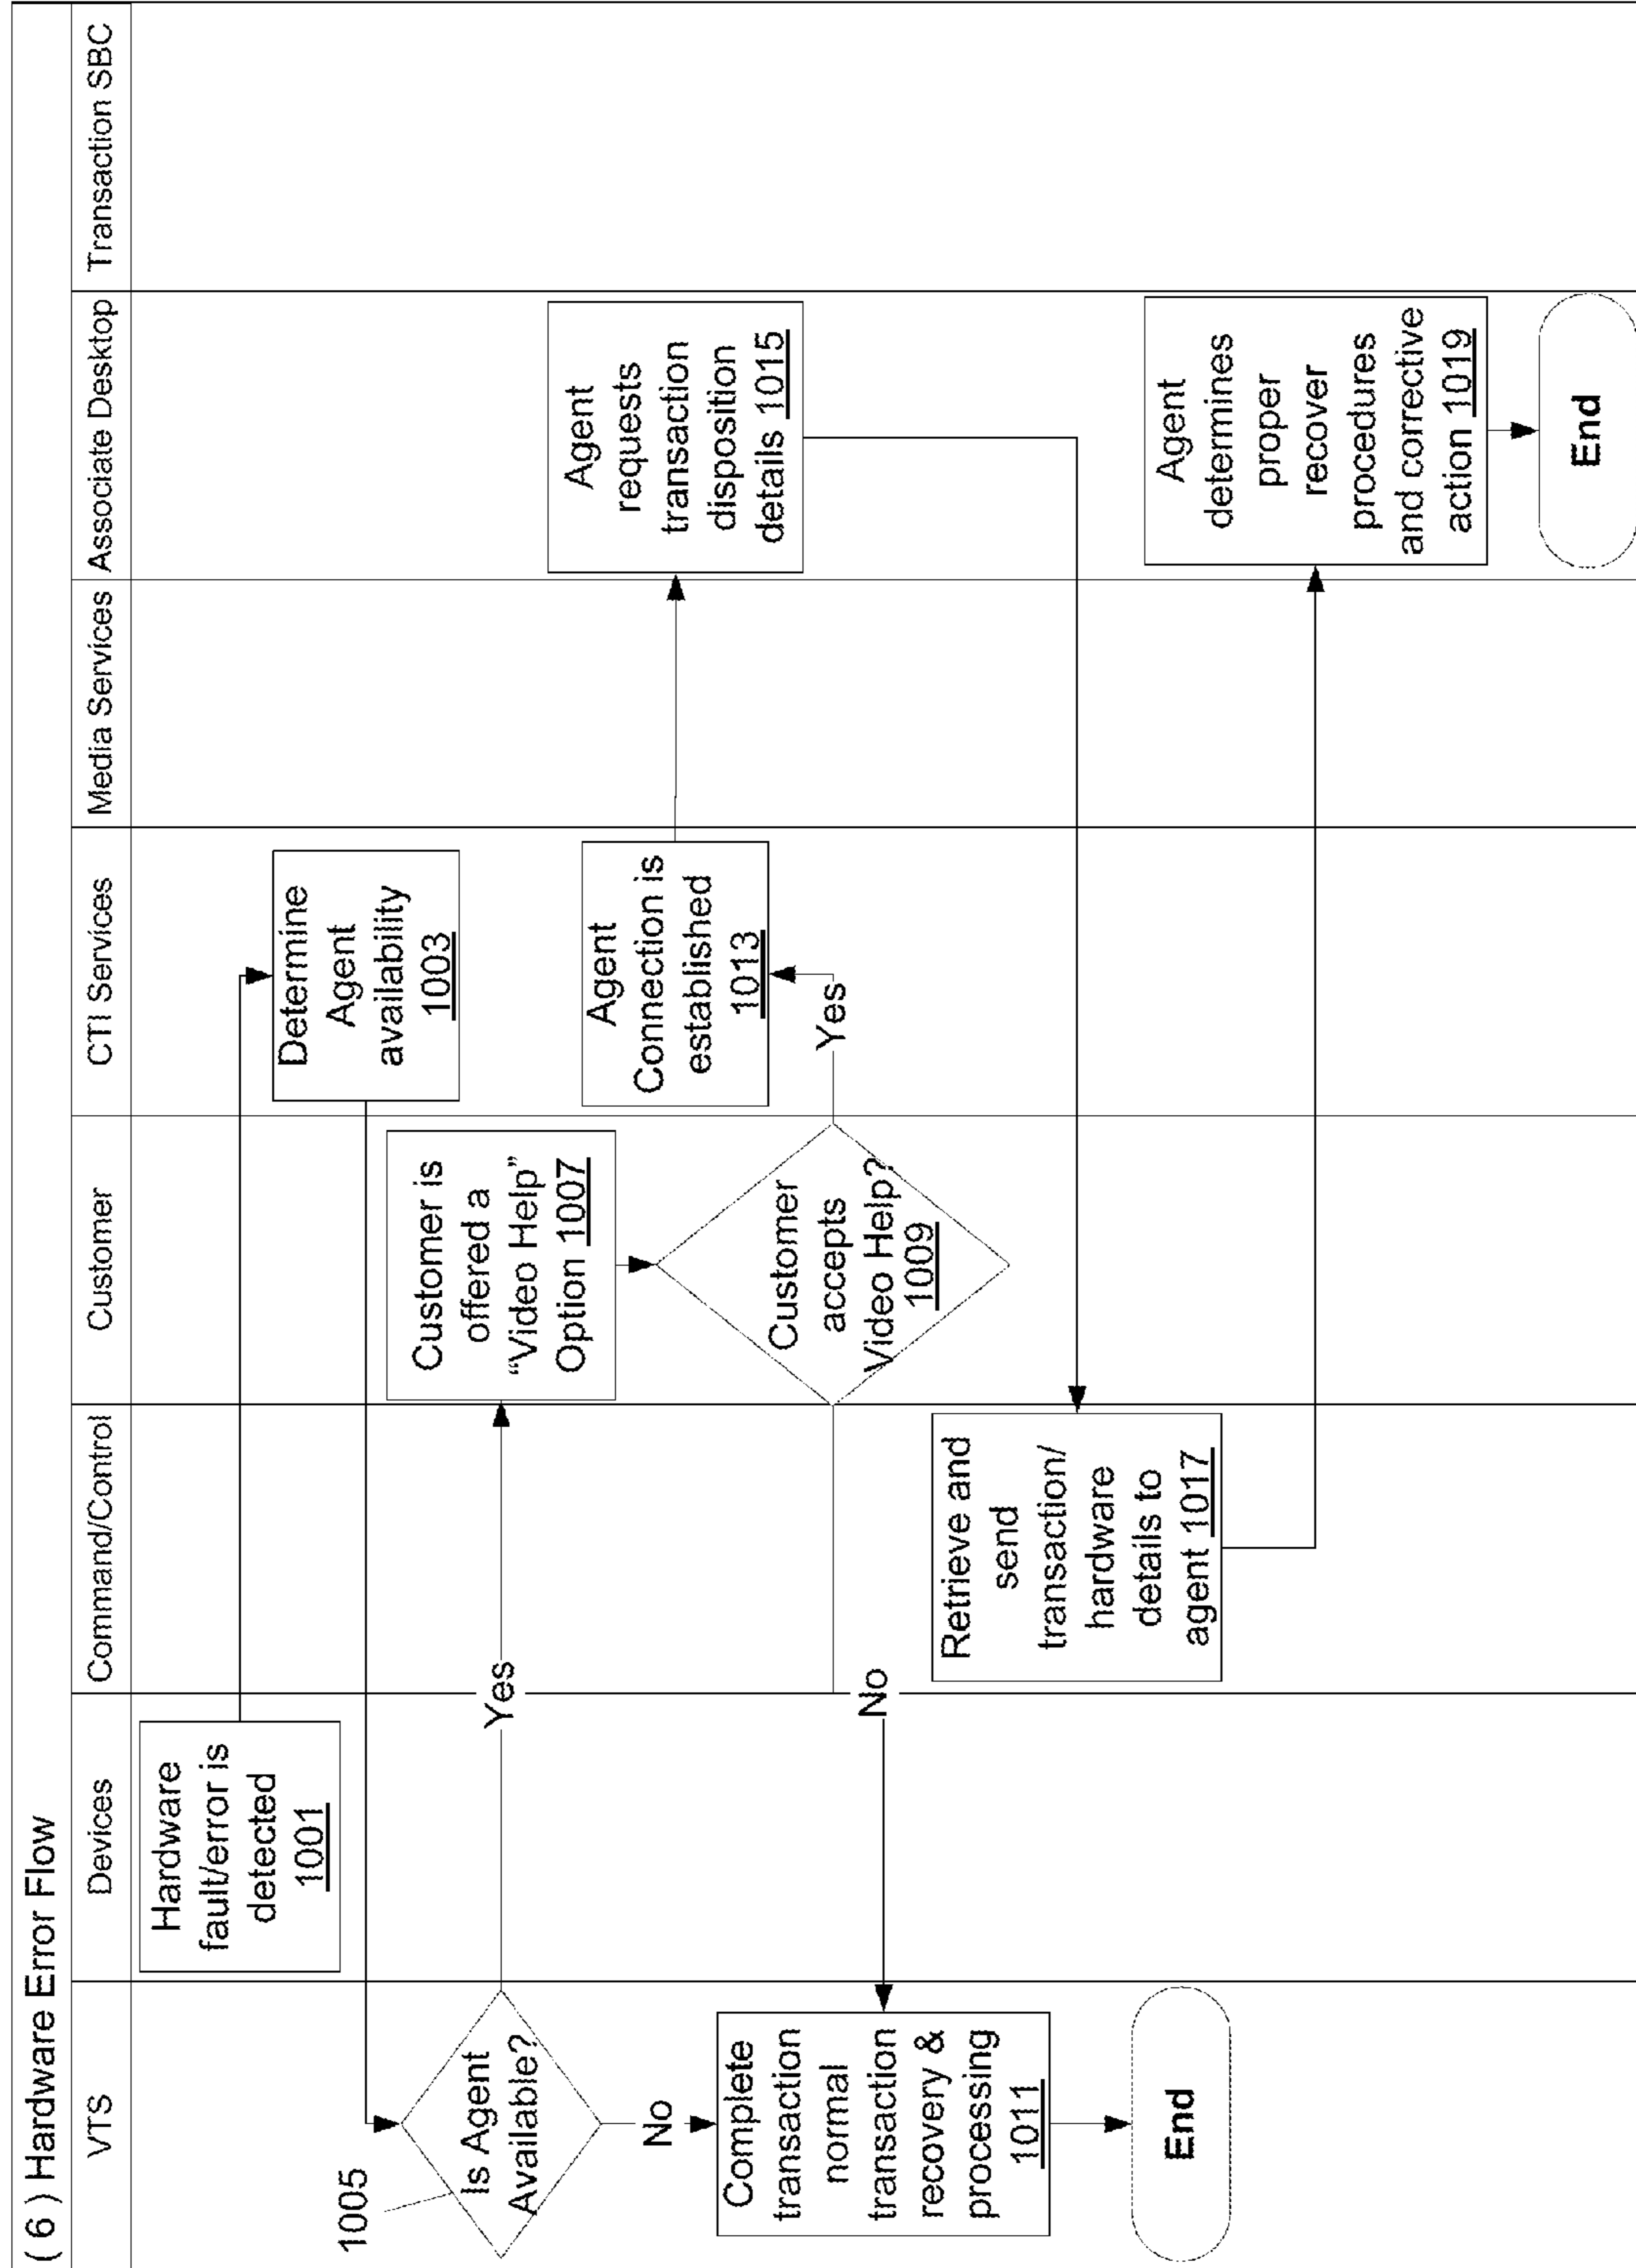 ( 6 ) Hardware Error Flow
VTS
Devices
Command/Control
Customer
CTI Services
Media Services
Associate Desktop
Transaction SBC
Hardware
fault/error is
detected
1001
Determine
Agent
availability
1003
1005
Is Agent
Available?
Yes
No
Customer is
offered a
“Video Help”
Option 1007
Customer
accepts
Video Help?
1009
Yes
No
Complete
transaction
normal
transaction
recovery &
processing
1011
End
Agent
Connection is
established
1013
Agent
requests
transaction
disposition
details 1015
Retrieve and
send
transaction/
hardware
details to
agent 1017
Agent
determines
proper
recover
procedures
and corrective
action 1019
End